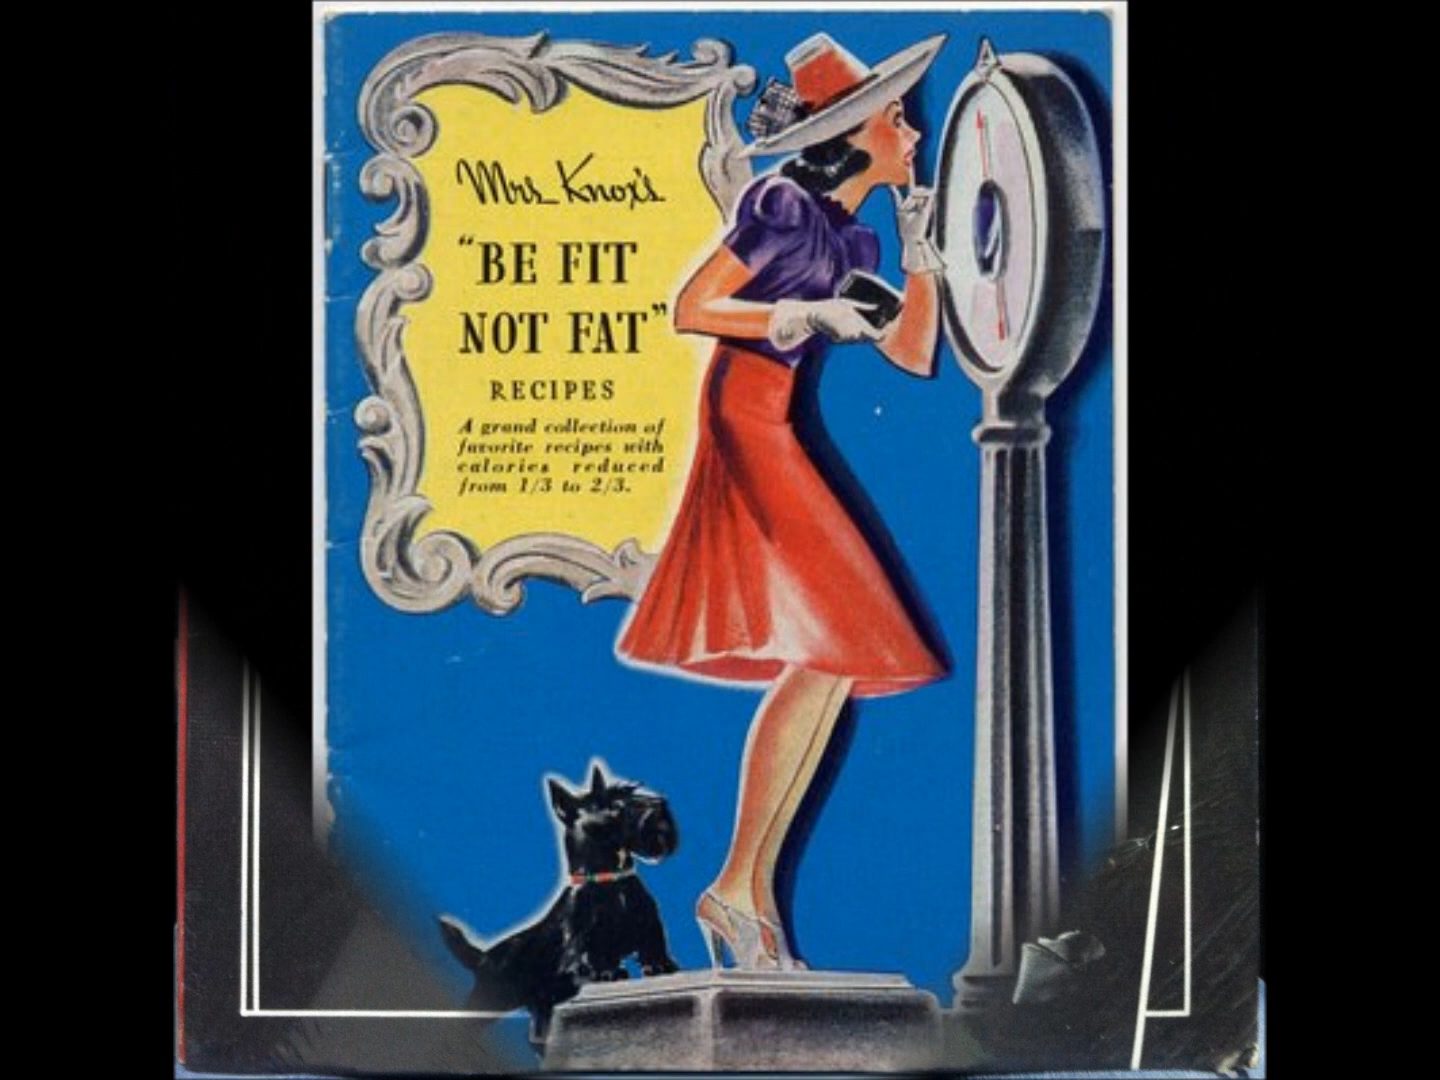 Mrs. Knox's
"BE FIT
NOT FAT"
RECIPES
A grand collection of
favorite recipes with
calories reduced
from 1/3 to 2/3.